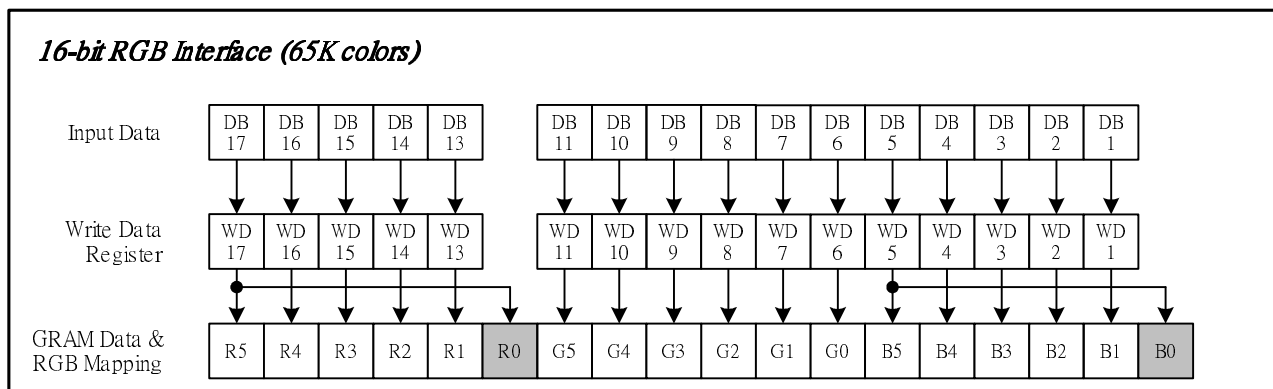 16-bit RGB Interface (65K colors)
Input Data
DB DB DB DB DB DB DB DB DB DB DB DB DB DB DB DB
17 16 15 14 13 11 10 9 8 7 6 5 4 3 2 1
Write Data
Register
WD WD WD WD WD WD WD WD WD WD WD WD WD WD WD WD
17 16 15 14 13 11 10 9 8 7 6 5 4 3 2 1
GRAM Data &
RGB Mapping
R5 R4 R3 R2 R1 R0 G5 G4 G3 G2 G1 G0 B5 B4 B3 B2 B1 B0